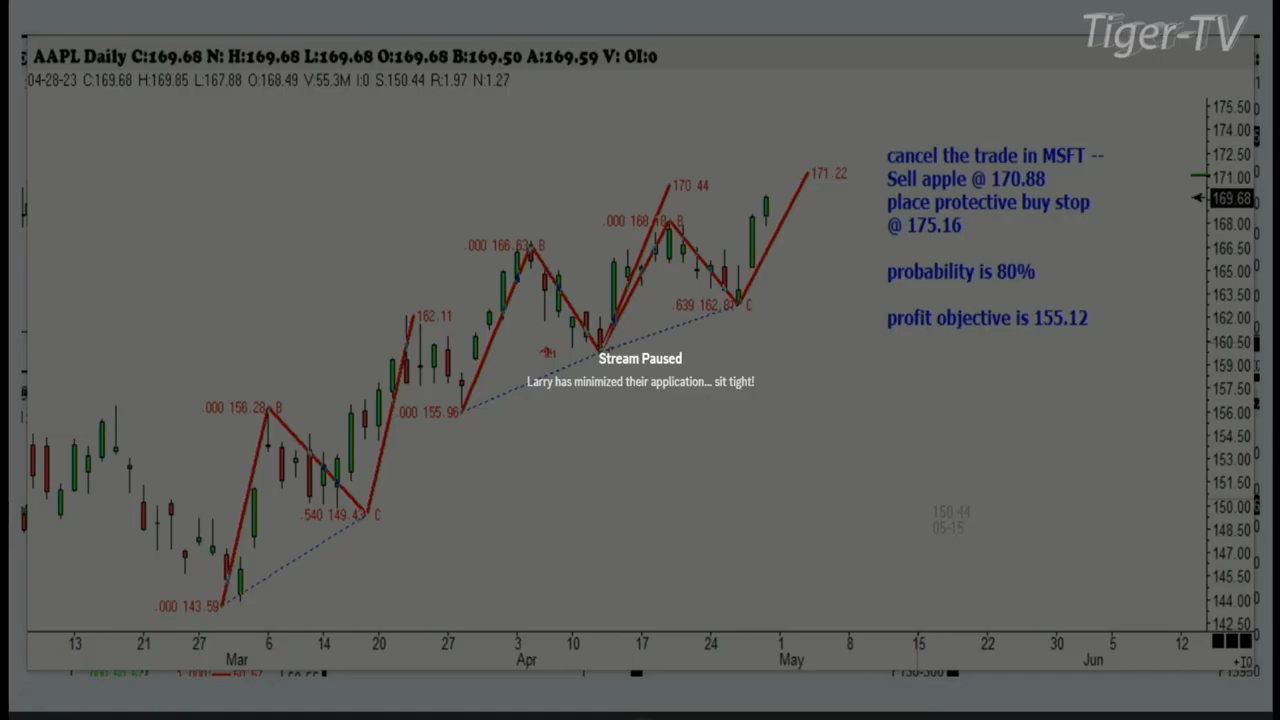 Tiger-TV
AAPL Daily C:169.68 N: H:169.68 L:169.68 O:169.68 B:169.50 A:169.59 V: OI:0
04-28-23 C:169.68 H:169.85 L:167.88 O:168.49 V:55.3M I:0 S:150.44 R:1.97 N:1.27
cancel the trade in MSFT --
Sell apple @ 170.88
place protective buy stop
@ 175.16
probability is 80%
profit objective is 155.12
171.22
170.44
.000 168.18 B
.000 166.63 B
.639 162.81 C
162.11
.000 155.96
.000 156.28 B
.540 149.43 C
.000 143.59
Stream Paused
Larry has minimized their application... sit tight!
150.44
05-15
175.50
174.00
172.50
171.00
169.68
168.00
166.50
165.00
163.50
162.00
160.50
159.00
157.50
156.00
154.50
153.00
151.50
150.00
148.50
147.00
145.50
144.00
142.50
13 21 27 6 14 20 27 3 10 17 24 1 8 15 22 30 5 12
Mar Apr May Jun
+10